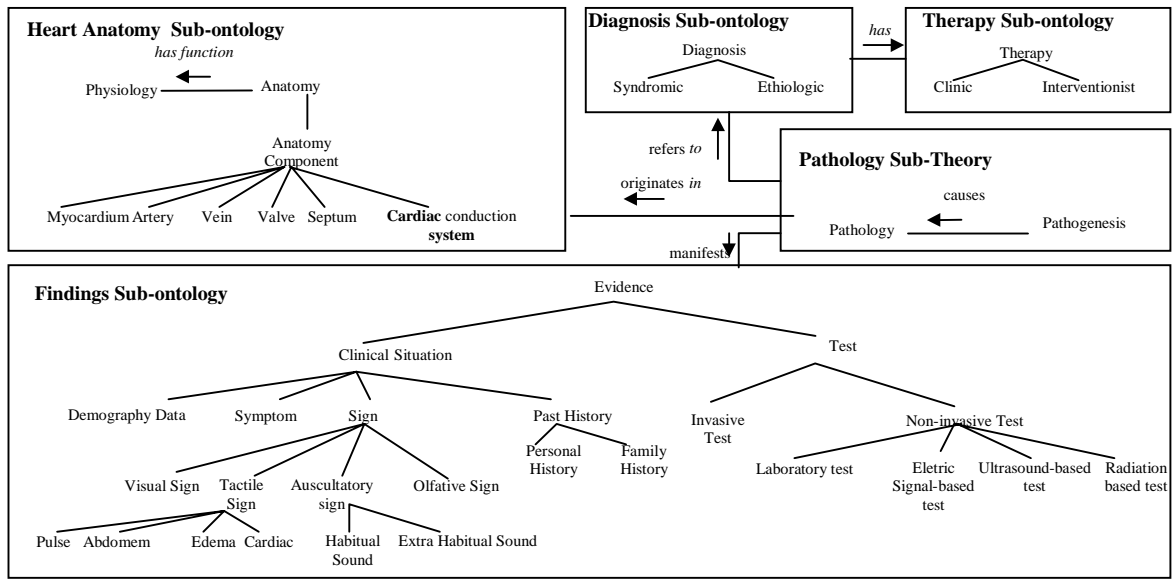 Heart Anatomy Sub-ontology
has function
Physiology
Anatomy
Anatomy
Component
Myocardium Artery Vein Valve Septum Cardiac conduction
system
Diagnosis Sub-ontology
Diagnosis
Syndromic Ethiologic
has
Therapy Sub-ontology
Therapy
Clinic Interventionist
refers to
originates in
manifests
Pathology Sub-Theory
causes
Pathology Pathogenesis
Findings Sub-ontology
Evidence
Clinical Situation
Test
Demography Data Symptom Sign Past History
Invasive
Test
Non-invasive Test
Personal
History
Family
History
Visual Sign
Tactile
Sign
Auscultatory
sign
Olfative Sign
Laboratory test
Eletric
Signal-based
test
Ultrasound-based
test
Radiation
based test
Pulse Abdomem Edema Cardiac
Habitual
Sound
Extra Habitual Sound